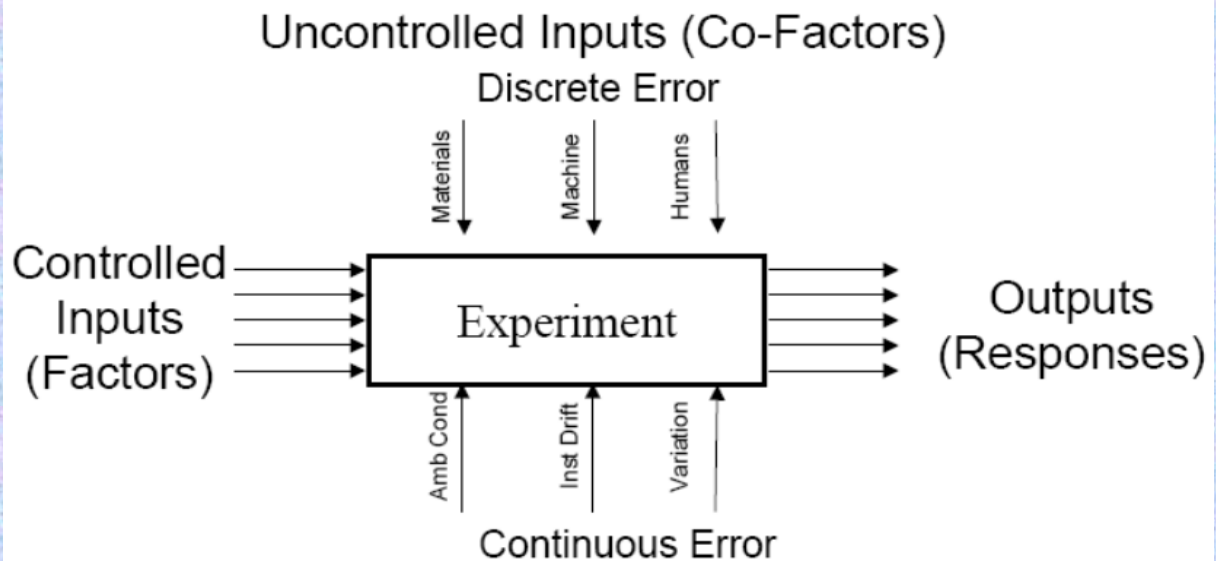 Uncontrolled Inputs (Co-Factors)
Discrete Error
Materials
Machine
Humans
Controlled
Inputs
(Factors)
Experiment
Outputs
(Responses)
Amb Cond
Inst Drift
Variation
Continuous Error